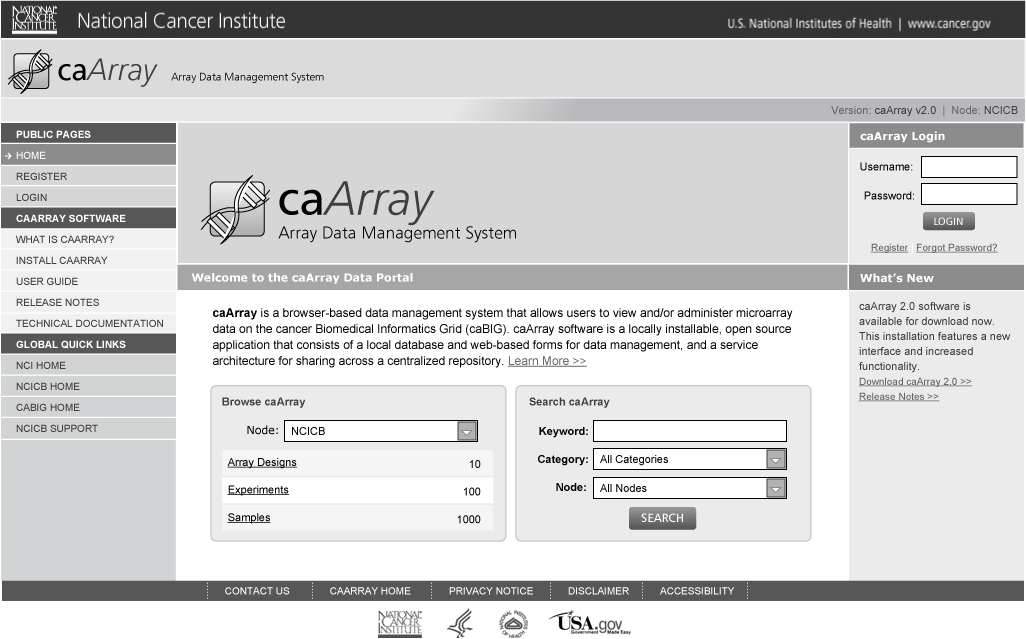 NATIONAL CANCER INSTITUTE
National Cancer Institute
U.S. National Institutes of Health | www.cancer.gov
caArray Array Data Management System
Version: caArray v2.0 | Node: NCICB
PUBLIC PAGES
HOME
REGISTER
LOGIN
CAARRAY SOFTWARE
WHAT IS CAARRAY?
INSTALL CAARRAY
USER GUIDE
RELEASE NOTES
TECHNICAL DOCUMENTATION
GLOBAL QUICK LINKS
NCI HOME
NCICB HOME
CABIG HOME
NCICB SUPPORT
caArray
Array Data Management System
Welcome to the caArray Data Portal
caArray is a browser-based data management system that allows users to view and/or administer microarray
data on the cancer Biomedical Informatics Grid (caBIG). caArray software is a locally installable, open source
application that consists of a local database and web-based forms for data management, and a service
architecture for sharing across a centralized repository. Learn More >>
Browse caArray
Node: NCICB
Array Designs 10
Experiments 100
Samples 1000
Search caArray
Keyword:
Category: All Categories
Node: All Nodes
SEARCH
caArray Login
Username:
Password:
LOGIN
Register Forgot Password?
What's New
caArray 2.0 software is
available for download now.
This installation features a new
interface and increased
functionality.
Download caArray 2.0 >>
Release Notes >>
CONTACT US CAARRAY HOME PRIVACY NOTICE DISCLAIMER ACCESSIBILITY
NATIONAL CANCER INSTITUTE
USA.gov
Government Made Easy